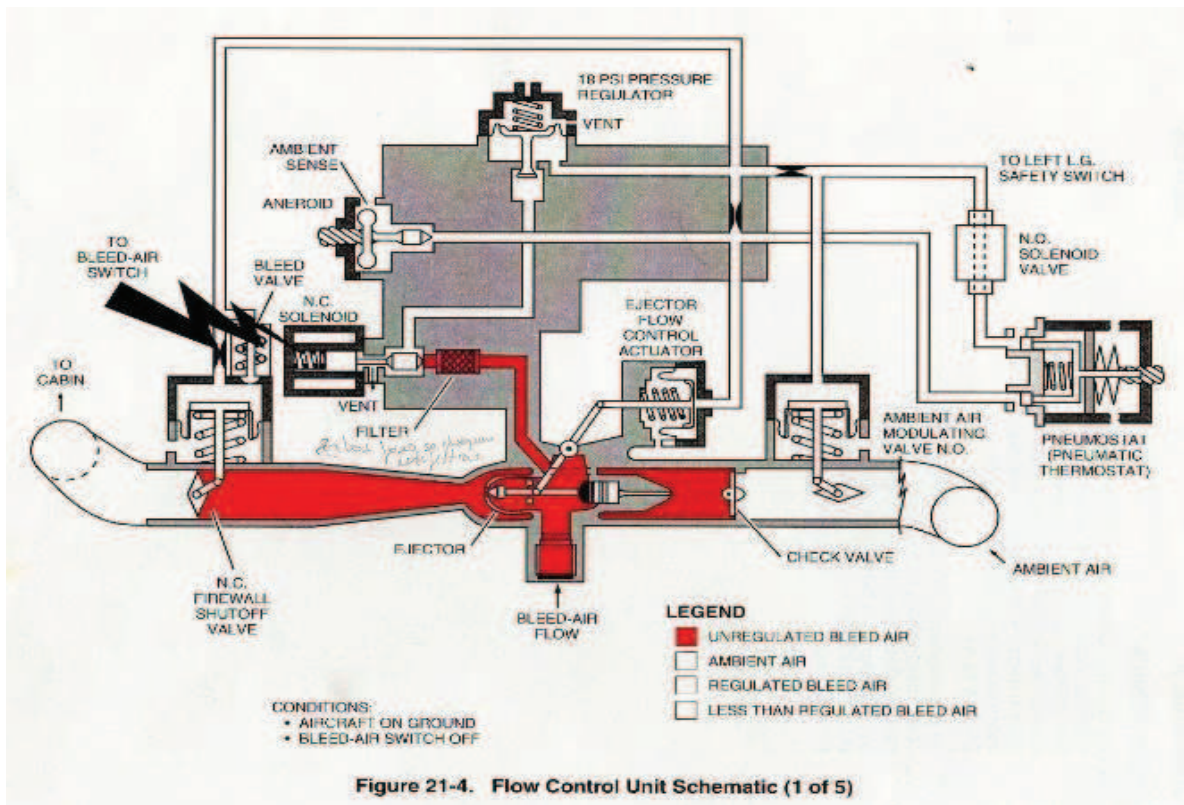 18 PSI PRESSURE
REGULATOR
VENT
AMBIENT
SENSE
ANEROID
TO LEFT L.G.
SAFETY SWITCH
TO
BLEED-AIR
SWITCH
BLEED
VALVE
N.C.
SOLENOID
N.O.
SOLENOID
VALVE
EJECTOR
FLOW
CONTROL
ACTUATOR
TO
CABIN
VENT
FILTER
AMBIENT AIR
MODULATING
VALVE N.O.
PNEUMOSTAT
(PNEUMATIC
THERMOSTAT)
EJECTOR
CHECK VALVE
AMBIENT AIR
N.C.
FIREWALL
SHUTOFF
VALVE
BLEED-AIR
FLOW
LEGEND
UNREGULATED BLEED AIR
AMBIENT AIR
REGULATED BLEED AIR
LESS THAN REGULATED BLEED AIR
CONDITIONS:
• AIRCRAFT ON GROUND
• BLEED-AIR SWITCH OFF
Figure 21-4. Flow Control Unit Schematic (1 of 5)